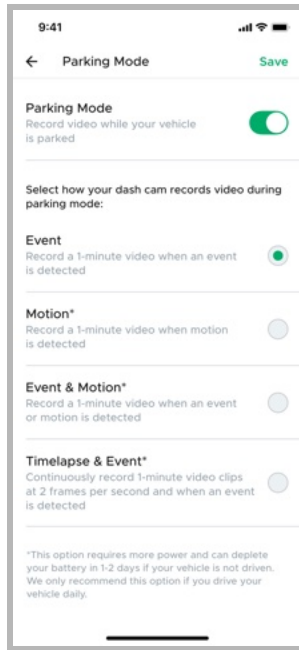 9:41
Parking Mode Save
Parking Mode
Record video while your vehicle
is parked
Select how your dash cam records video during
parking mode:
Event
Record a 1-minute video when an event
is detected
Motion*
Record a 1-minute video when motion
is detected
Event & Motion*
Record a 1-minute video when an event
or motion is detected
Timelapse & Event*
Continuously record 1-minute video clips
at 2 frames per second and when an event
is detected
*This option requires more power and can deplete
your battery in 1-2 days if your vehicle is not driven.
We only recommend this option if you drive your
vehicle daily.